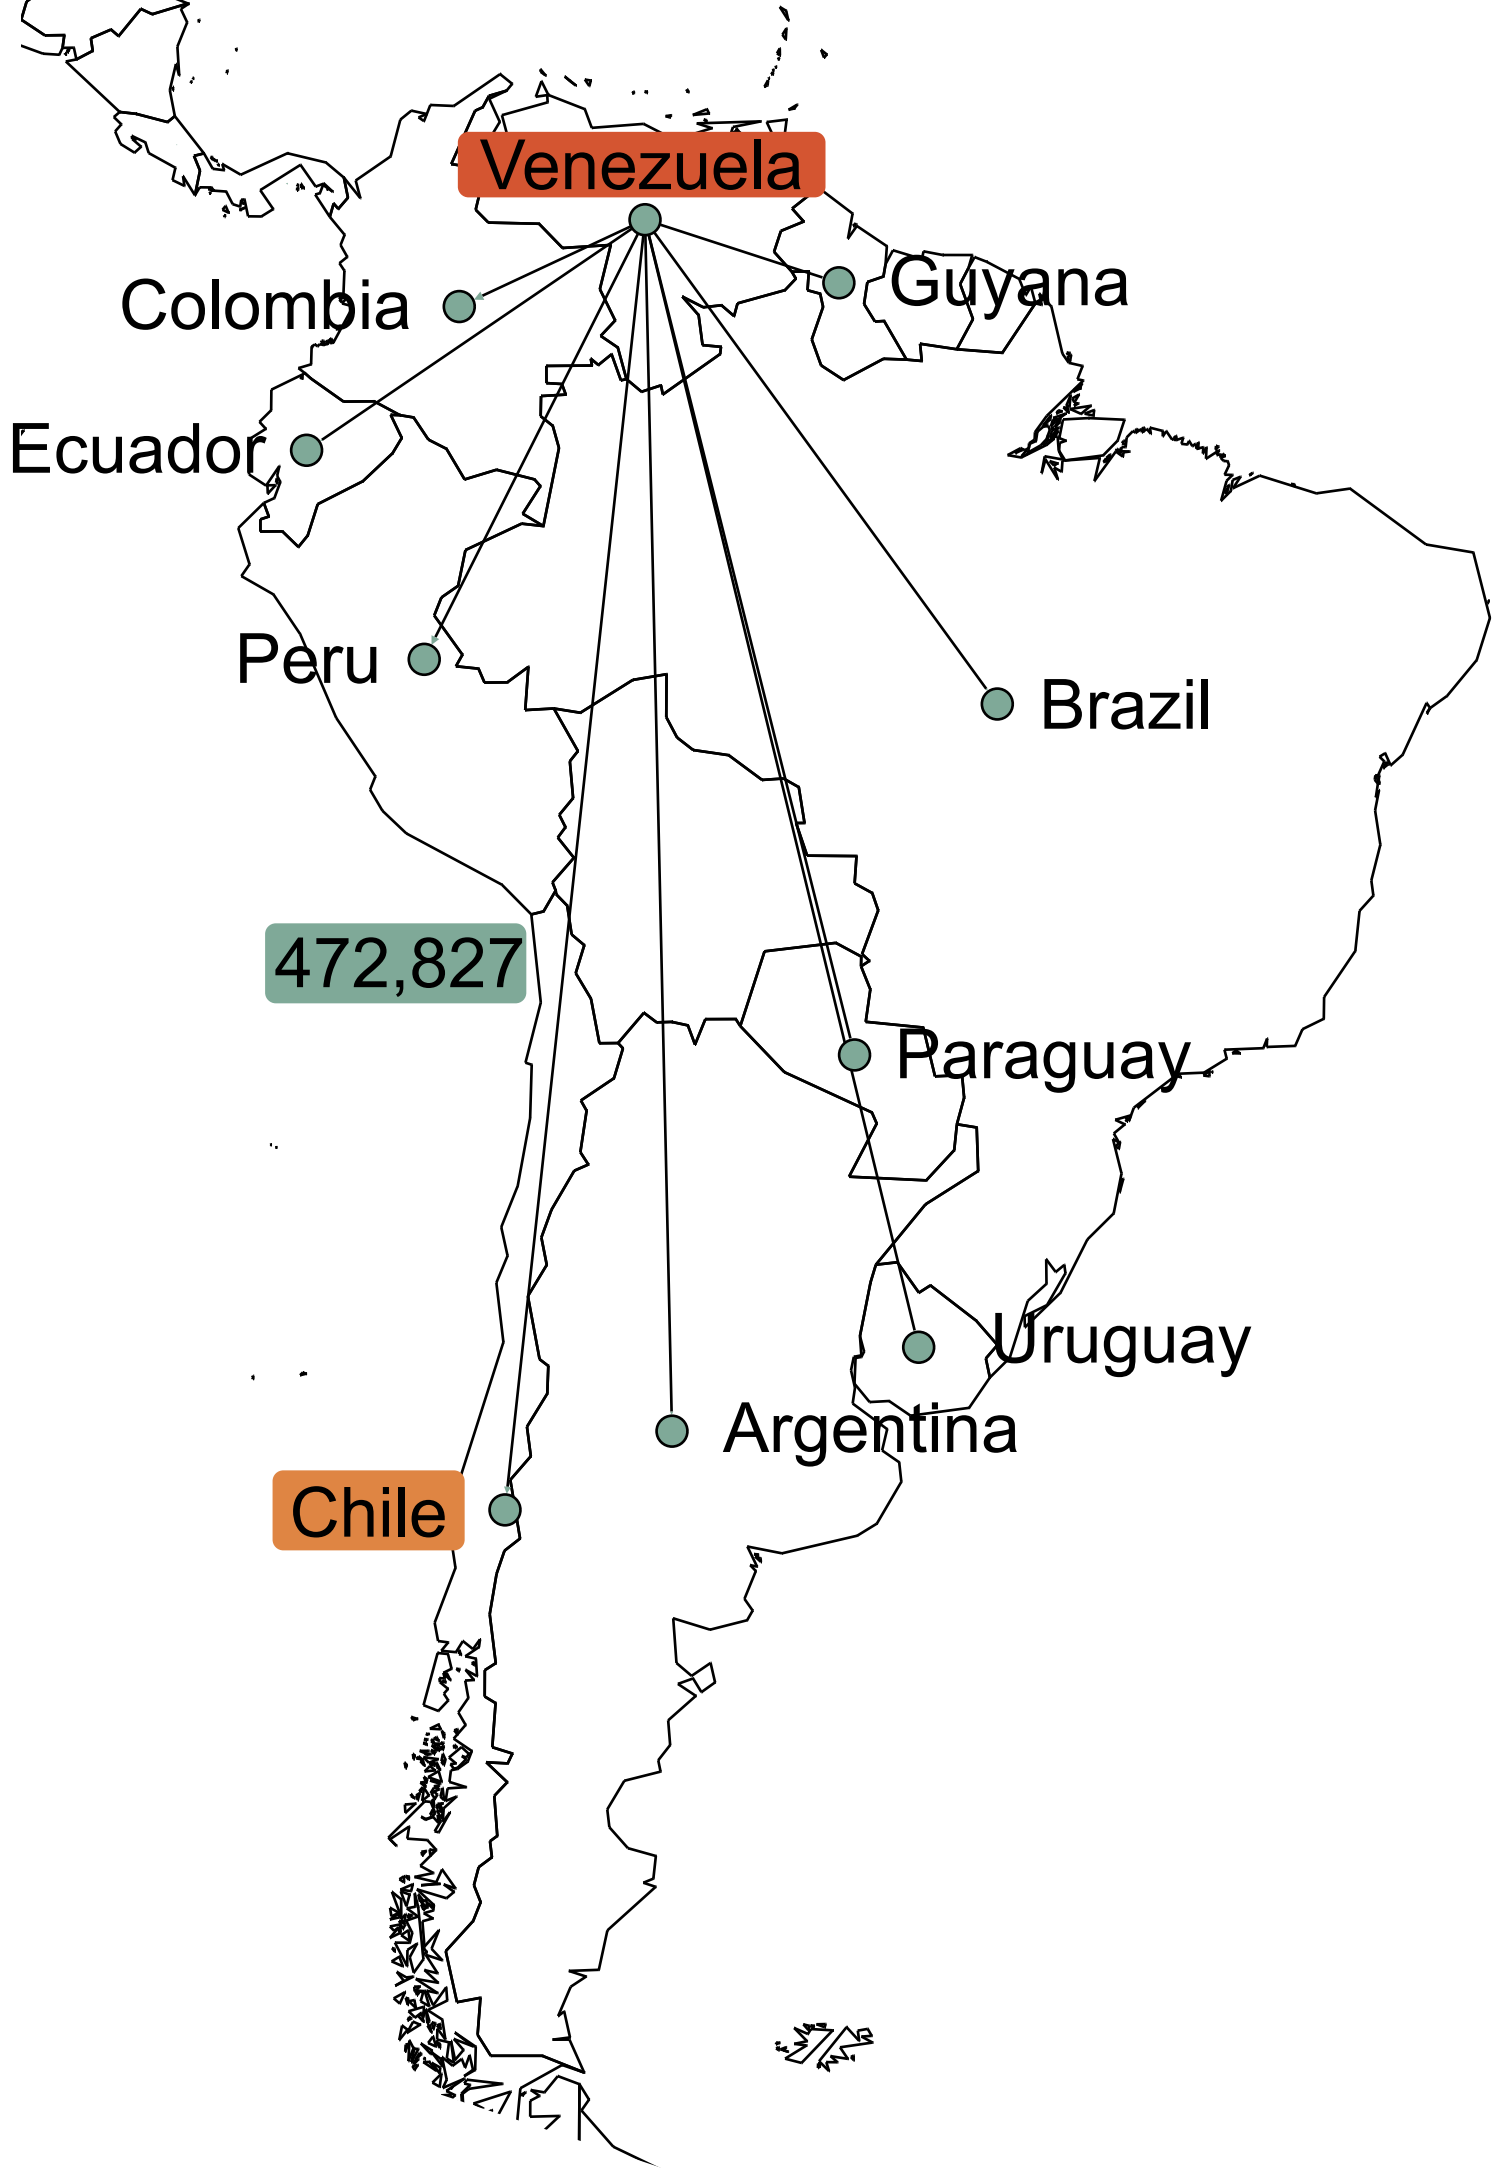 Venezuela
Guyana
Colombia
Ecuador
Peru
Brazil
472,827
Paraguay
Uruguay
Argentina
Chile